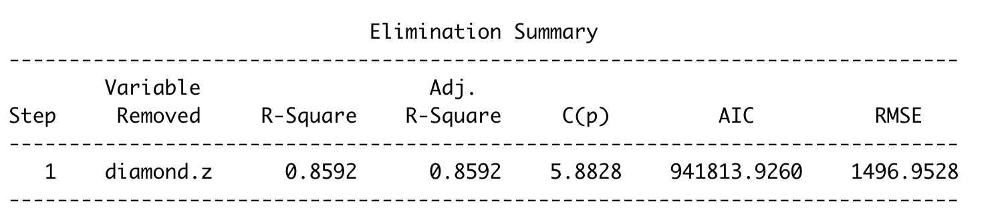 Elimination Summary
-------------------------------------------------------------------------------
        Variable                   Adj.
Step     Removed     R-Square    R-Square     C(p)         AIC          RMSE
-------------------------------------------------------------------------------
   1    diamond.z      0.8592      0.8592    5.8828    941813.9260    1496.9528
-------------------------------------------------------------------------------